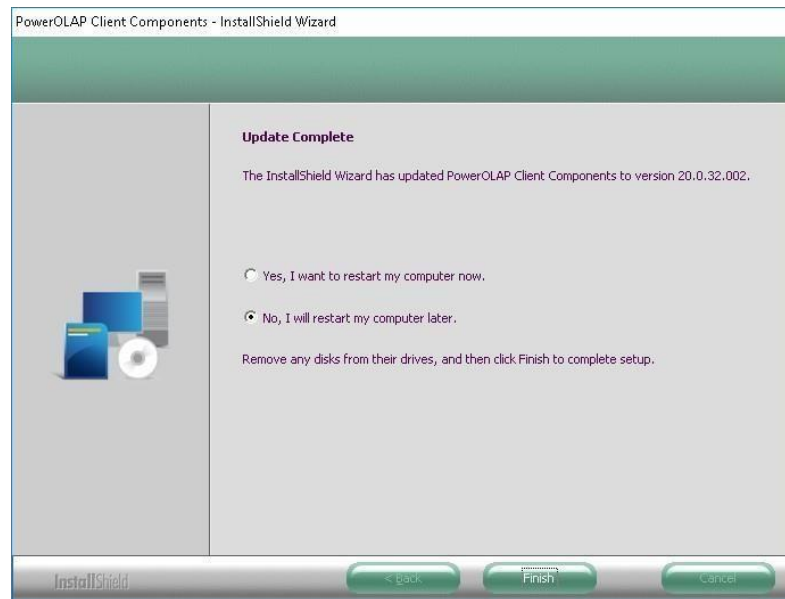 PowerOLAP Client Components - InstallShield Wizard
Update Complete
The InstallShield Wizard has updated PowerOLAP Client Components to version 20.0.32.002.
Yes, I want to restart my computer now.
No, I will restart my computer later.
Remove any disks from their drives, and then click Finish to complete setup.
InstallShield
< Back
Finish
Cancel